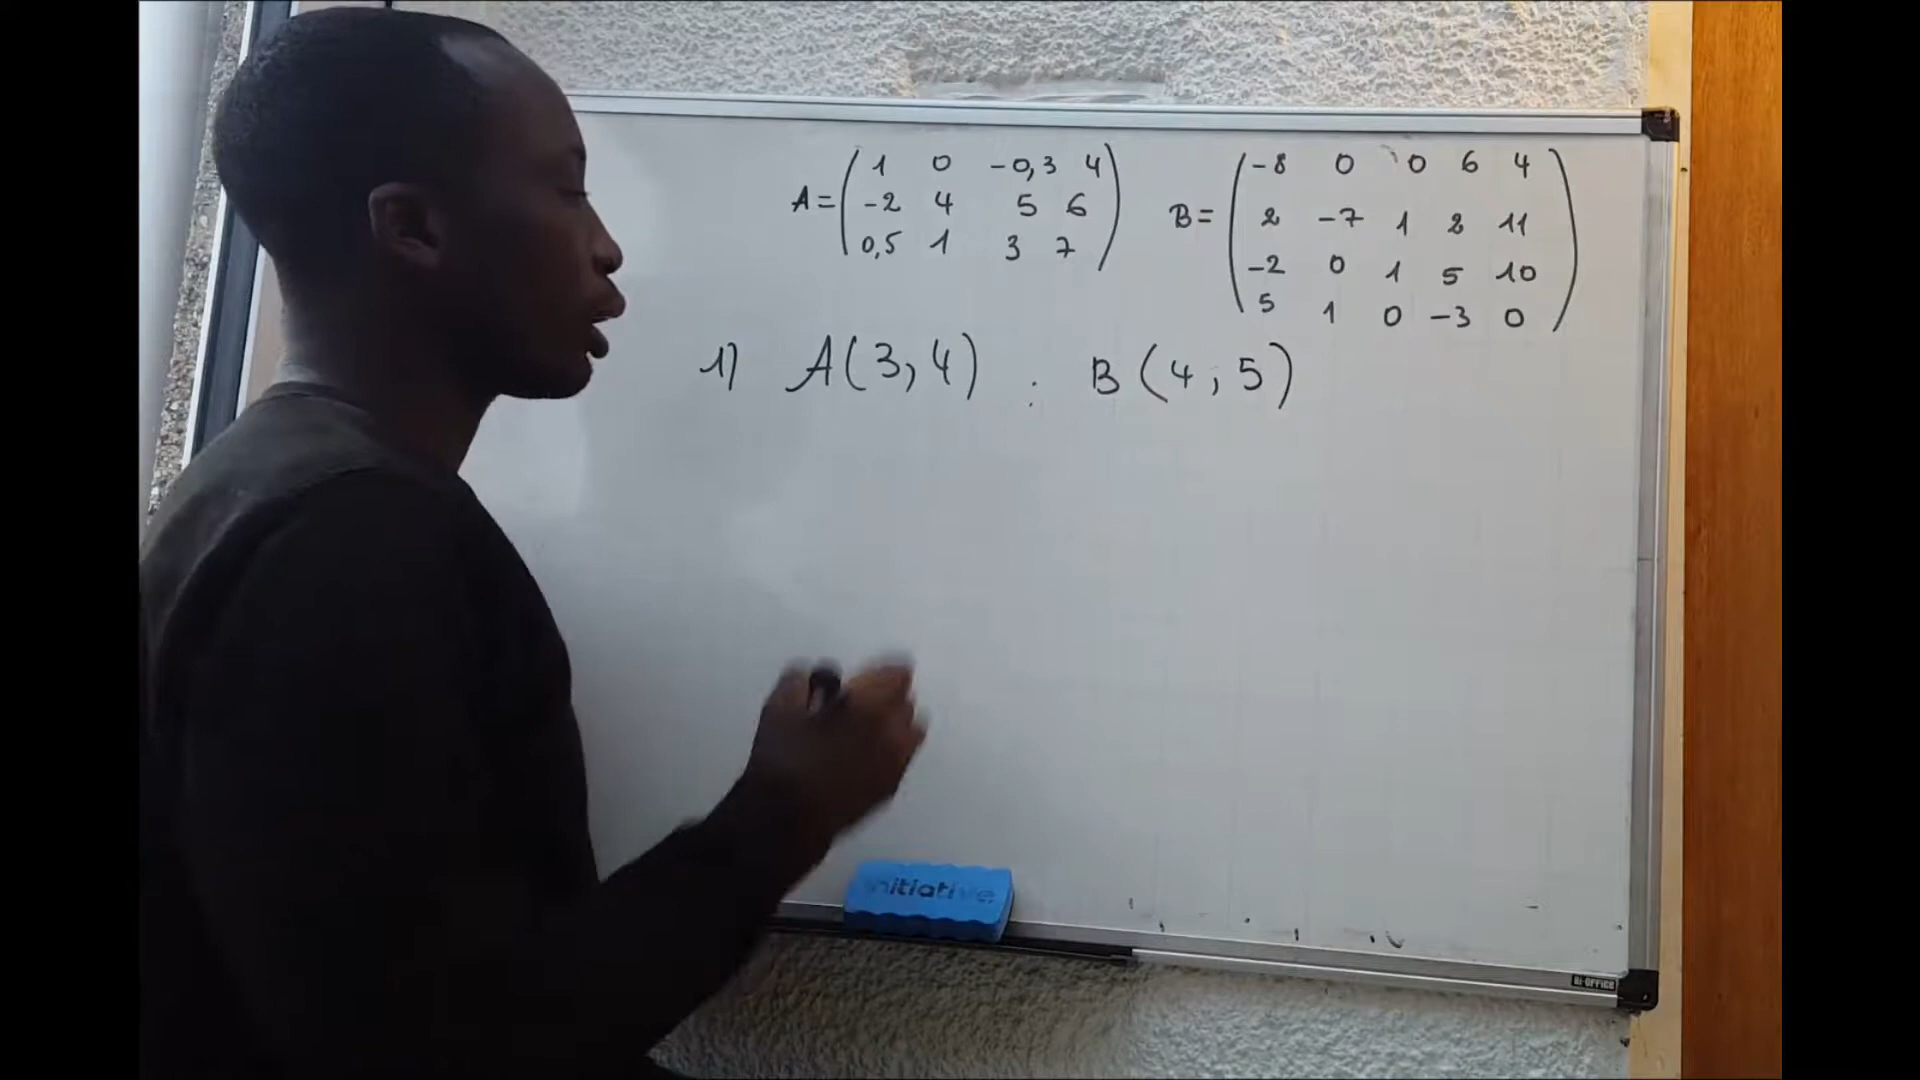 A = ( 1 0 -0,3 4
-2 4 5 6
0,5 1 3 7 )
B = ( -8 0 0 6 4
2 -7 1 2 11
-2 0 1 5 10
5 1 0 -3 0 )
1) A(3,4) . B(4,5)
initiative
BI-OFFICE